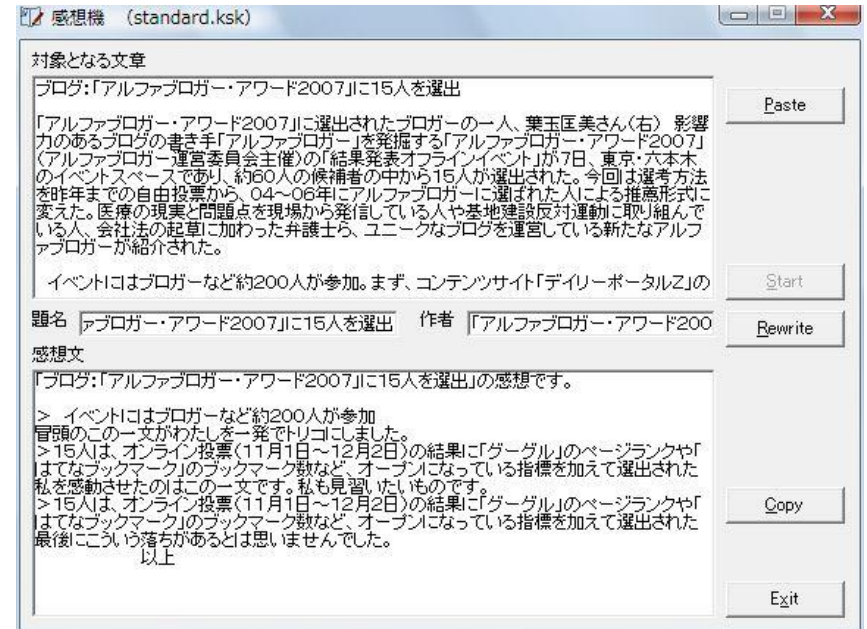 感想機 (standard.ksk)
対象となる文章
ブログ:「アルファブロガー・アワード2007」に15人を選出
Paste
「アルファブロガー・アワード2007」に選出されたブロガーの一人、葉玉匡美さん(右) 影響
力のあるブログの書き手「アルファブロガー」を発掘する「アルファブロガー・アワード2007」
(アルファブロガー運営委員会主催)の「結果発表オフラインイベント」が7日、東京・六本木
のイベントスペースであり、約60人の候補者の中から15人が選出された。今回は選考方法
を昨年までの自由投票から、04〜06年にアルファブロガーに選ばれた人による推薦形式に
変えた。医療の現実と問題点を現場から発信している人や基地建設反対運動に取り組んで
いる人、会社法の起草に加わった弁護士ら、ユニークなブログを運営している新たなアルフ
ァブロガーが紹介された。
イベントにはブロガーなど約200人が参加。まず、コンテンツサイト「デイリーポータルZ」の
Start
題名 ァブロガー・アワード2007」に15人を選出 作者 「アルファブロガー・アワード200
Rewrite
感想文
「ブログ:「アルファブロガー・アワード2007」に15人を選出」の感想です。
> イベントにはブロガーなど約200人が参加
冒頭のこの一文がわたしを一発でトリコにしました。
>15人は、オンライン投票(11月1日〜12月2日)の結果に「グーグル」のページランクや「
はてなブックマーク」のブックマーク数など、オープンになっている指標を加えて選出された
私を感動させたのはこの一文です。私も見習いたいものです。
>15人は、オンライン投票(11月1日〜12月2日)の結果に「グーグル」のページランクや「
はてなブックマーク」のブックマーク数など、オープンになっている指標を加えて選出された
Copy
最後にこういう落ちがあるとは思いませんでした。
以上
Exit